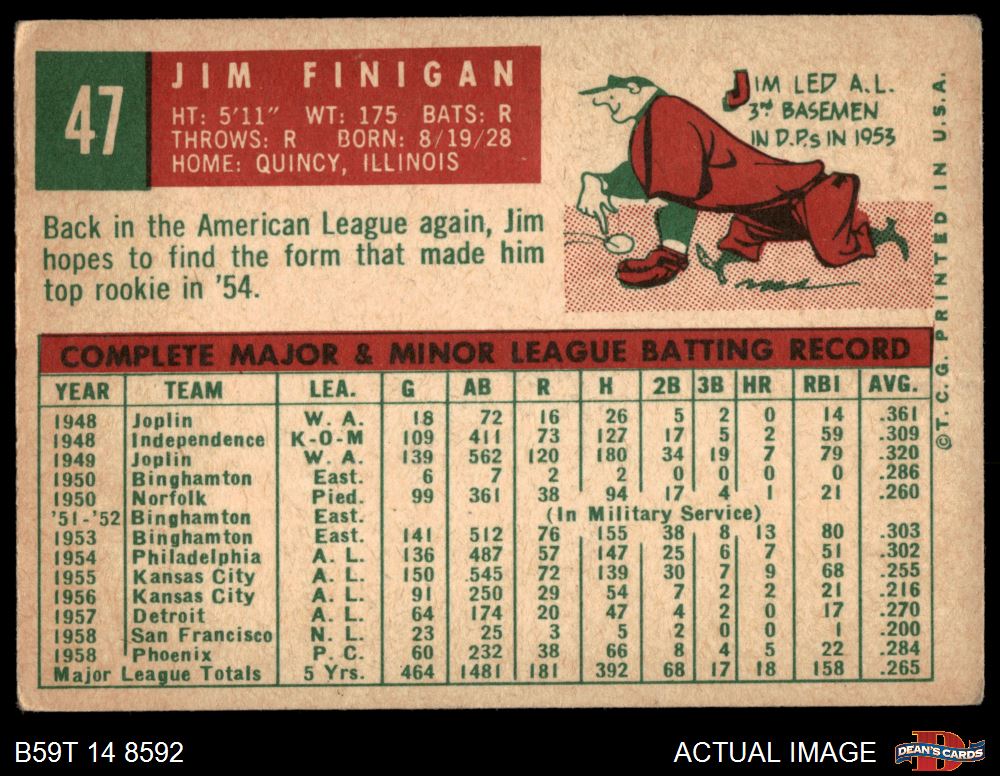 47
JIM FINIGAN
HT: 5'11" WT: 175 BATS: R
THROWS: R BORN: 8/19/28
HOME: QUINCY, ILLINOIS
JIM LED A.L.
3rd BASEMEN
IN D.P.s IN 1953
Back in the American League again, Jim
hopes to find the form that made him
top rookie in '54.
©T. C. G. PRINTED IN U.S.A.
COMPLETE MAJOR & MINOR LEAGUE BATTING RECORD
YEAR TEAM LEA. G AB R H 2B 3B HR RBI AVG.
1948 Joplin W. A. 18 72 16 26 5 2 0 14 .361
1948 Independence K-O-M 109 411 73 127 17 5 2 59 .309
1949 Joplin W. A. 139 562 120 180 34 19 7 79 .320
1950 Binghamton East. 6 7 2 2 0 0 0 0 .286
1950 Norfolk Pied. 99 361 38 94 17 4 1 21 .260
'51-'52 Binghamton East. (In Military Service)
1953 Binghamton East. 141 512 76 155 38 8 13 80 .303
1954 Philadelphia A. L. 136 487 57 147 25 6 7 51 .302
1955 Kansas City A. L. 150 545 72 139 30 7 9 68 .255
1956 Kansas City A. L. 91 250 29 54 7 2 2 21 .216
1957 Detroit A. L. 64 174 20 47 4 2 0 17 .270
1958 San Francisco N. L. 23 25 3 5 2 0 0 1 .200
1958 Phoenix P. C. 60 232 38 66 8 4 5 22 .284
Major League Totals 5 Yrs. 464 1481 181 392 68 17 18 158 .265
B59T 14 8592
ACTUAL IMAGE
DEAN'S CARDS